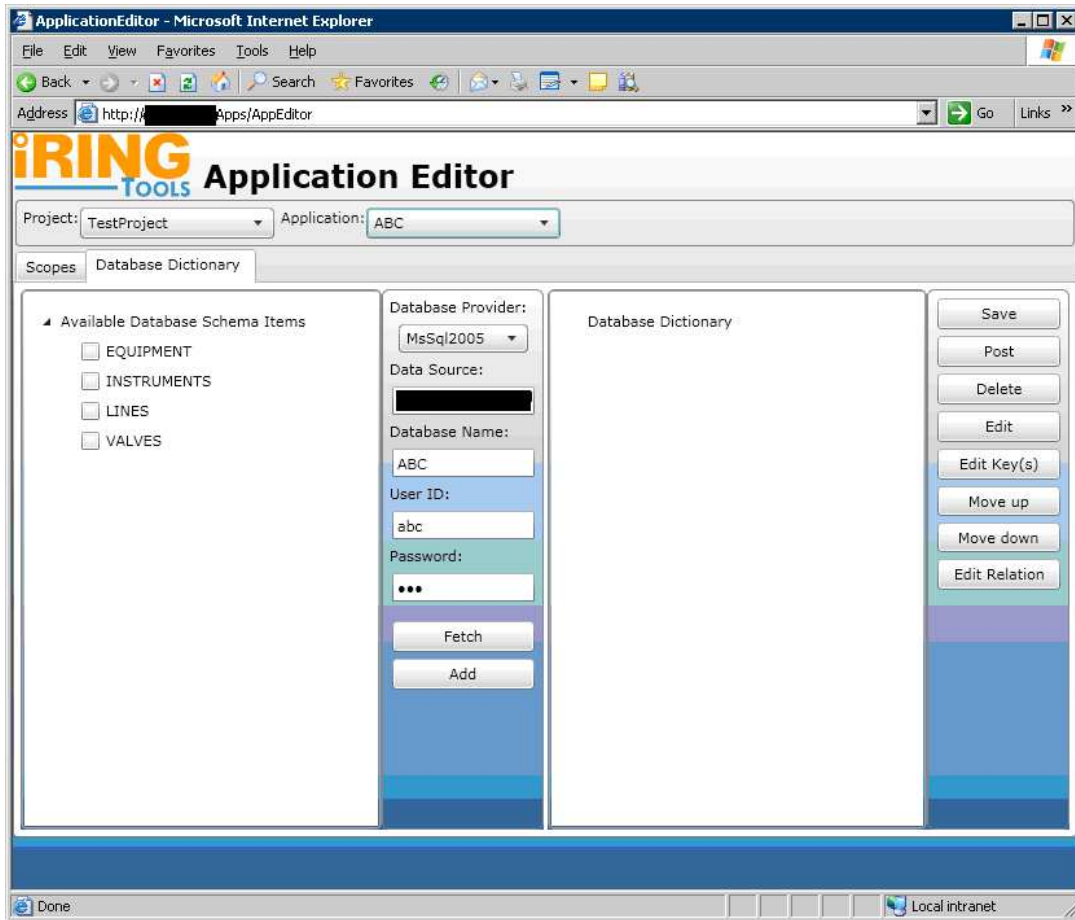 ApplicationEditor - Microsoft Internet Explorer
File Edit View Favorites Tools Help
Back Search Favorites
Address http:// Apps/AppEditor Go Links »
iRING TOOLS Application Editor
Project: TestProject Application: ABC
Scopes Database Dictionary
Available Database Schema Items
EQUIPMENT
INSTRUMENTS
LINES
VALVES
Database Provider:
MsSql2005
Data Source:
Database Name:
ABC
User ID:
abc
Password:
•••
Fetch
Add
Database Dictionary
Save
Post
Delete
Edit
Edit Key(s)
Move up
Move down
Edit Relation
Done Local intranet